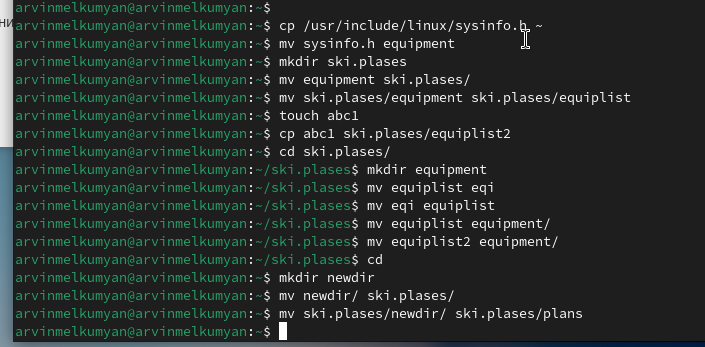 ни
arvinmelkumyan@arvinmelkumyan:~$
arvinmelkumyan@arvinmelkumyan:~$ cp /usr/include/linux/sysinfo.h ~
arvinmelkumyan@arvinmelkumyan:~$ mv sysinfo.h equipment
arvinmelkumyan@arvinmelkumyan:~$ mkdir ski.plases
arvinmelkumyan@arvinmelkumyan:~$ mv equipment ski.plases/
arvinmelkumyan@arvinmelkumyan:~$ mv ski.plases/equipment ski.plases/equiplist
arvinmelkumyan@arvinmelkumyan:~$ touch abc1
arvinmelkumyan@arvinmelkumyan:~$ cp abc1 ski.plases/equiplist2
arvinmelkumyan@arvinmelkumyan:~$ cd ski.plases/
arvinmelkumyan@arvinmelkumyan:~/ski.plases$ mkdir equipment
arvinmelkumyan@arvinmelkumyan:~/ski.plases$ mv equiplist eqi
arvinmelkumyan@arvinmelkumyan:~/ski.plases$ mv eqi equiplist
arvinmelkumyan@arvinmelkumyan:~/ski.plases$ mv equiplist equipment/
arvinmelkumyan@arvinmelkumyan:~/ski.plases$ mv equiplist2 equipment/
arvinmelkumyan@arvinmelkumyan:~/ski.plases$ cd
arvinmelkumyan@arvinmelkumyan:~$ mkdir newdir
arvinmelkumyan@arvinmelkumyan:~$ mv newdir/ ski.plases/
arvinmelkumyan@arvinmelkumyan:~$ mv ski.plases/newdir/ ski.plases/plans
arvinmelkumyan@arvinmelkumyan:~$